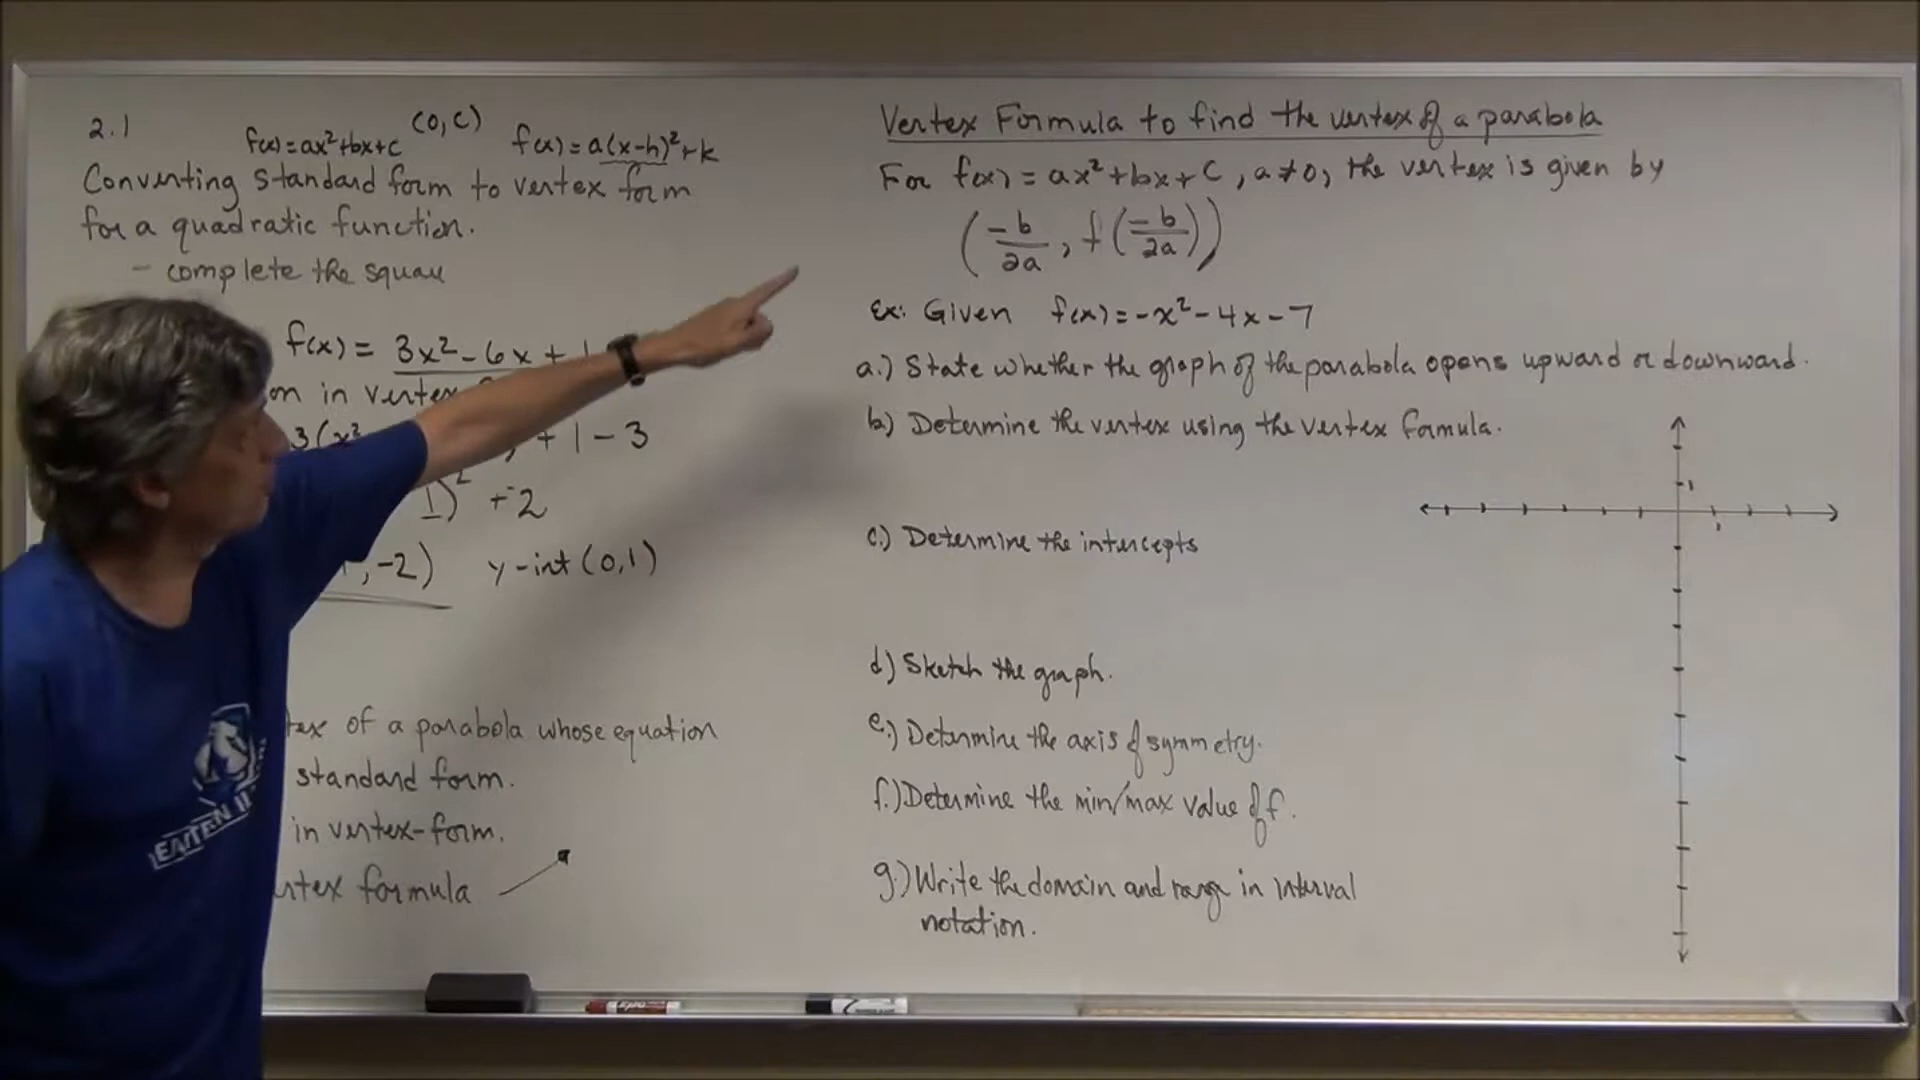 2.1
f(x)=ax²+bx+c (0,c) f(x)=a(x-h)²+k
Converting standard form to vertex form
for a quadratic function.
- complete the square
f(x) = 3x² - 6x + 1
in vertex
3(x² + 1 - 3
1)² + -2
, -2) y-int (0,1)
of a parabola whose equation
standard form.
in vertex-form.
formula
Vertex Formula to find the vertex of a parabola
For f(x) = ax²+bx+c, a≠0, the vertex is given by
(-b/2a, f(-b/2a))
Ex: Given f(x) = -x² - 4x - 7
a.) State whether the graph of the parabola opens upward or downward.
b.) Determine the vertex using the vertex formula.
c.) Determine the intercepts
d.) Sketch the graph.
e.) Determine the axis of symmetry.
f.) Determine the min/max value of f.
g.) Write the domain and range in interval
notation.
1
1